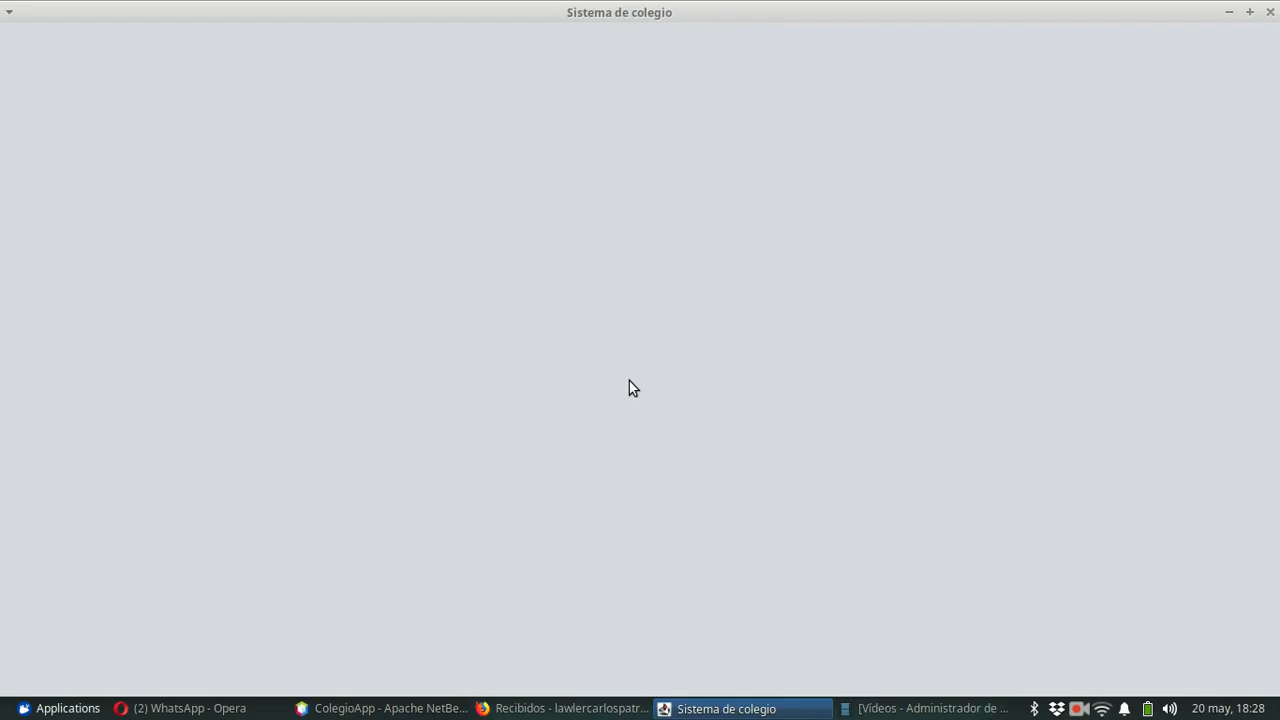 Sistema de colegio
Applications
(2) WhatsApp - Opera
ColegioApp - Apache NetBe...
Recibidos - lawlercarlospatr...
Sistema de colegio
[Vídeos - Administrador de ...
20 may, 18:28